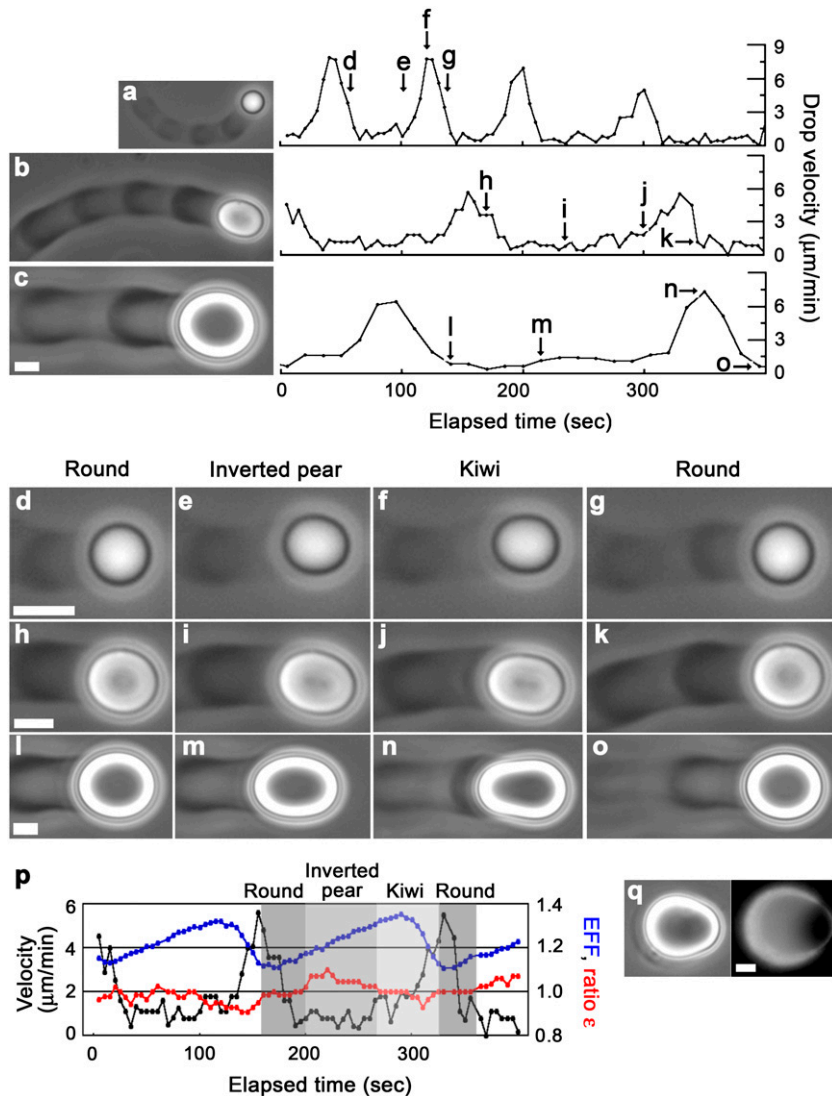 f
d
e
g
9
6
3
0
a
h
i
j
k
6
3
0
b
Drop velocity (μm/min)
l
m
n
o
6
3
0
c
100
200
300
Elapsed time (sec)
Round
Inverted pear
Kiwi
Round
d
e
f
g
h
i
j
k
l
m
n
o
p
Round
Inverted
pear
Kiwi
Round
6
4
2
0
Velocity
(μm/min)
1.4
1.2
1.0
0.8
EFF, ratio ε
0
100
200
300
Elapsed time (sec)
q